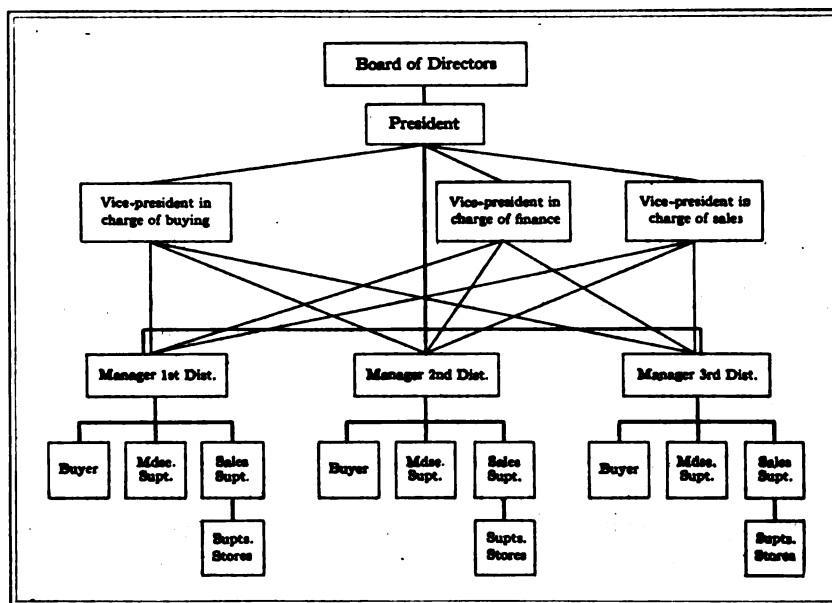 Board of Directors
President
Vice-president in
charge of buying
Vice-president in
charge of finance
Vice-president in
charge of sales
Manager 1st Dist.
Manager 2nd Dist.
Manager 3rd Dist.
Buyer
Mdse.
Supt.
Sales
Supt.
Buyer
Mdse.
Supt.
Sales
Supt.
Buyer
Mdse.
Supt.
Sales
Supt.
Supts.
Stores
Supts.
Stores
Supts.
Stores